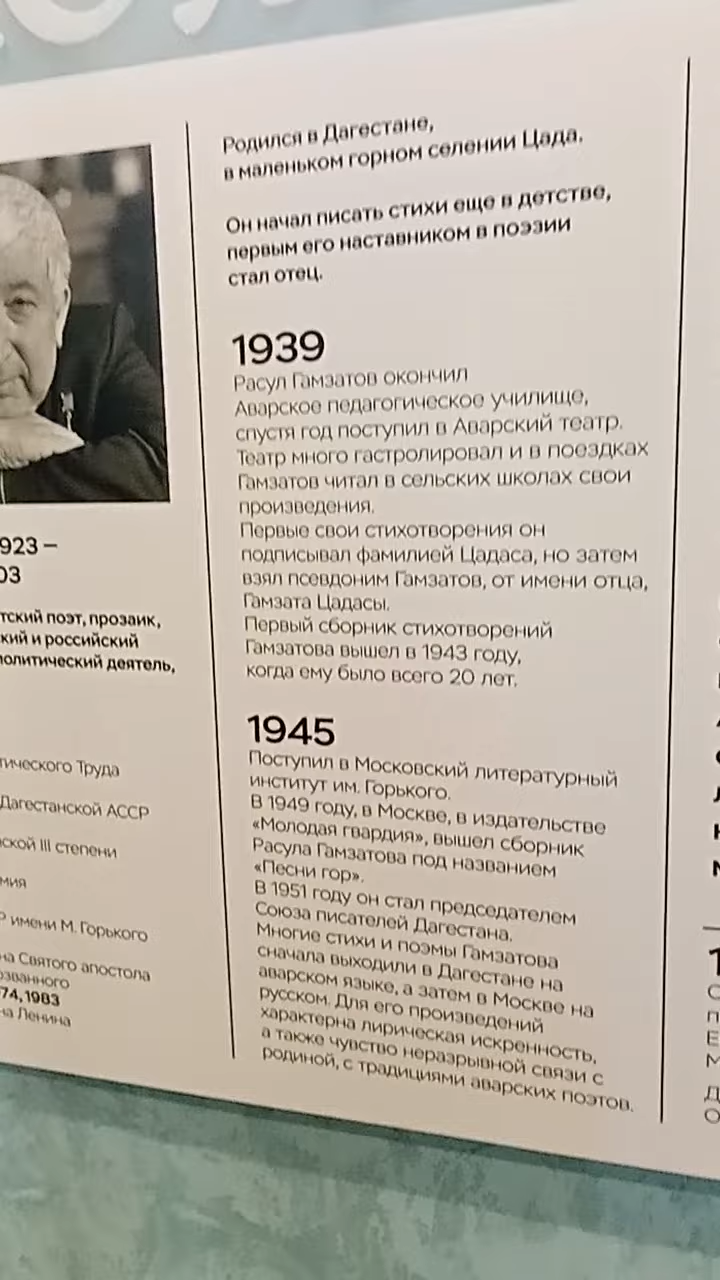 923 –
03
тский поэт, прозаик,
кий и российский
политический деятель,
тического Труда
Дагестанской АССР
ской III степени
мия
Р имени М. Горького
на Святого апостола
озванного
74, 1983
на Ленина
Родился в Дагестане,
в маленьком горном селении Цада.
Он начал писать стихи еще в детстве,
первым его наставником в поэзии
стал отец.
1939
Расул Гамзатов окончил
Аварское педагогическое училище,
спустя год поступил в Аварский театр.
Театр много гастролировал и в поездках
Гамзатов читал в сельских школах свои
произведения.
Первые свои стихотворения он
подписывал фамилией Цадаса, но затем
взял псевдоним Гамзатов, от имени отца,
Гамзата Цадасы.
Первый сборник стихотворений
Гамзатова вышел в 1943 году,
когда ему было всего 20 лет.
1945
Поступил в Московский литературный
институт им. Горького.
В 1949 году, в Москве, в издательстве
«Молодая гвардия», вышел сборник
Расула Гамзатова под названием
«Песни гор».
В 1951 году он стал председателем
Союза писателей Дагестана.
Многие стихи и поэмы Гамзатова
сначала выходили в Дагестане на
аварском языке, а затем в Москве на
русском. Для его произведений
характерна лирическая искренность,
а также чувство неразрывной связи с
родиной, с традициями аварских поэтов.